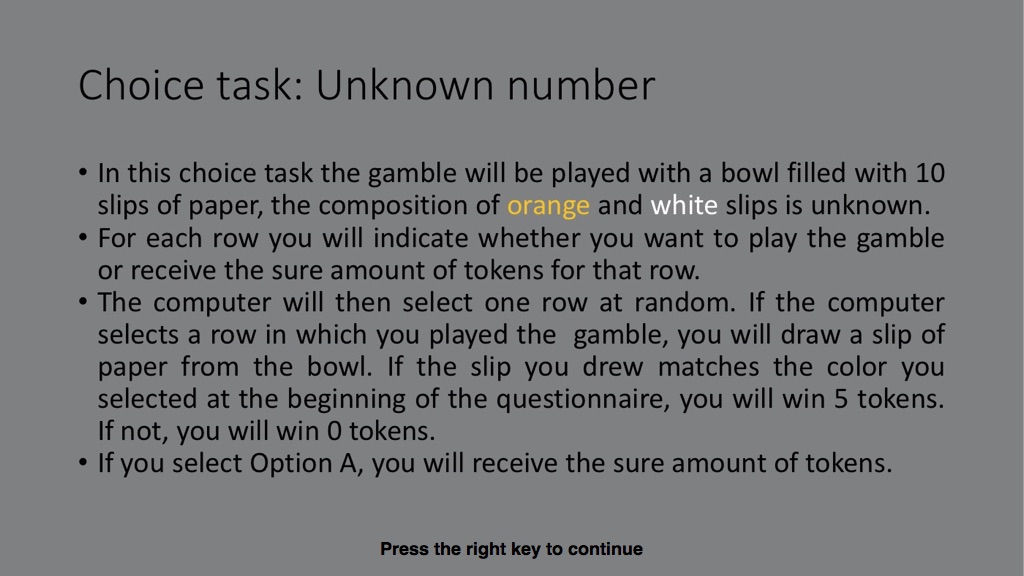 Choice task: Unknown number
• In this choice task the gamble will be played with a bowl filled with 10
slips of paper, the composition of orange and white slips is unknown.
• For each row you will indicate whether you want to play the gamble
or receive the sure amount of tokens for that row.
• The computer will then select one row at random. If the computer
selects a row in which you played the  gamble, you will draw a slip of
paper from the bowl. If the slip you drew matches the color you
selected at the beginning of the questionnaire, you will win 5 tokens.
If not, you will win 0 tokens.
• If you select Option A, you will receive the sure amount of tokens.
Press the right key to continue